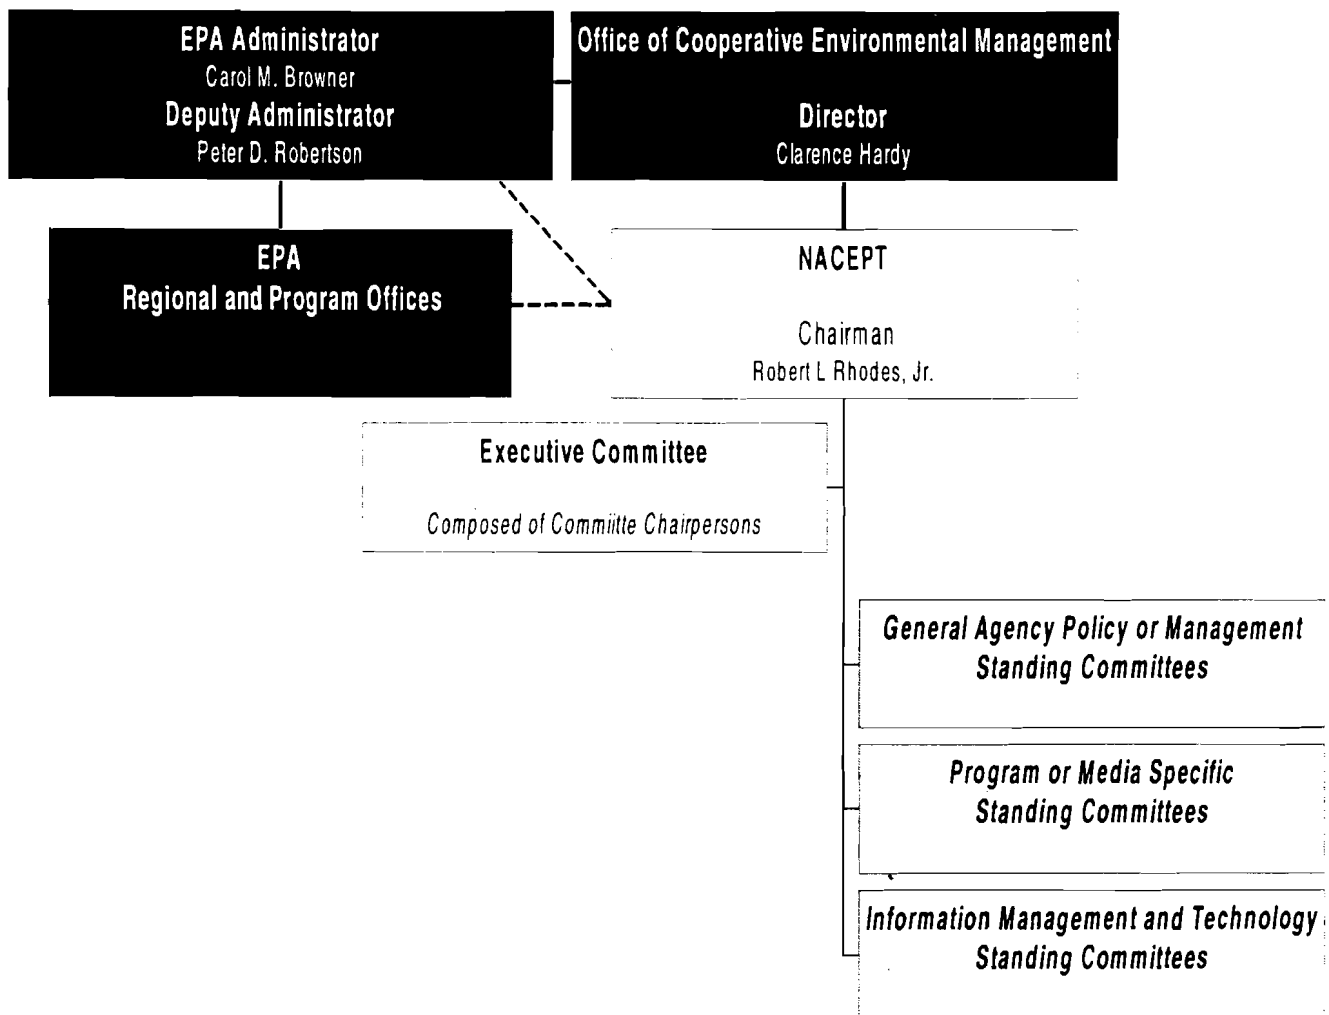 EPA Administrator
Carol M. Browner
Deputy Administrator
Peter D. Robertson
Office of Cooperative Environmental Management
Director
Clarence Hardy
EPA
Regional and Program Offices
NACEPT
Chairman
Robert L Rhodes, Jr.
Executive Committee
Composed of Commiitte Chairpersons
General Agency Policy or Management
Standing Committees
Program or Media Specific
Standing Committees
Information Management and Technology
Standing Committees